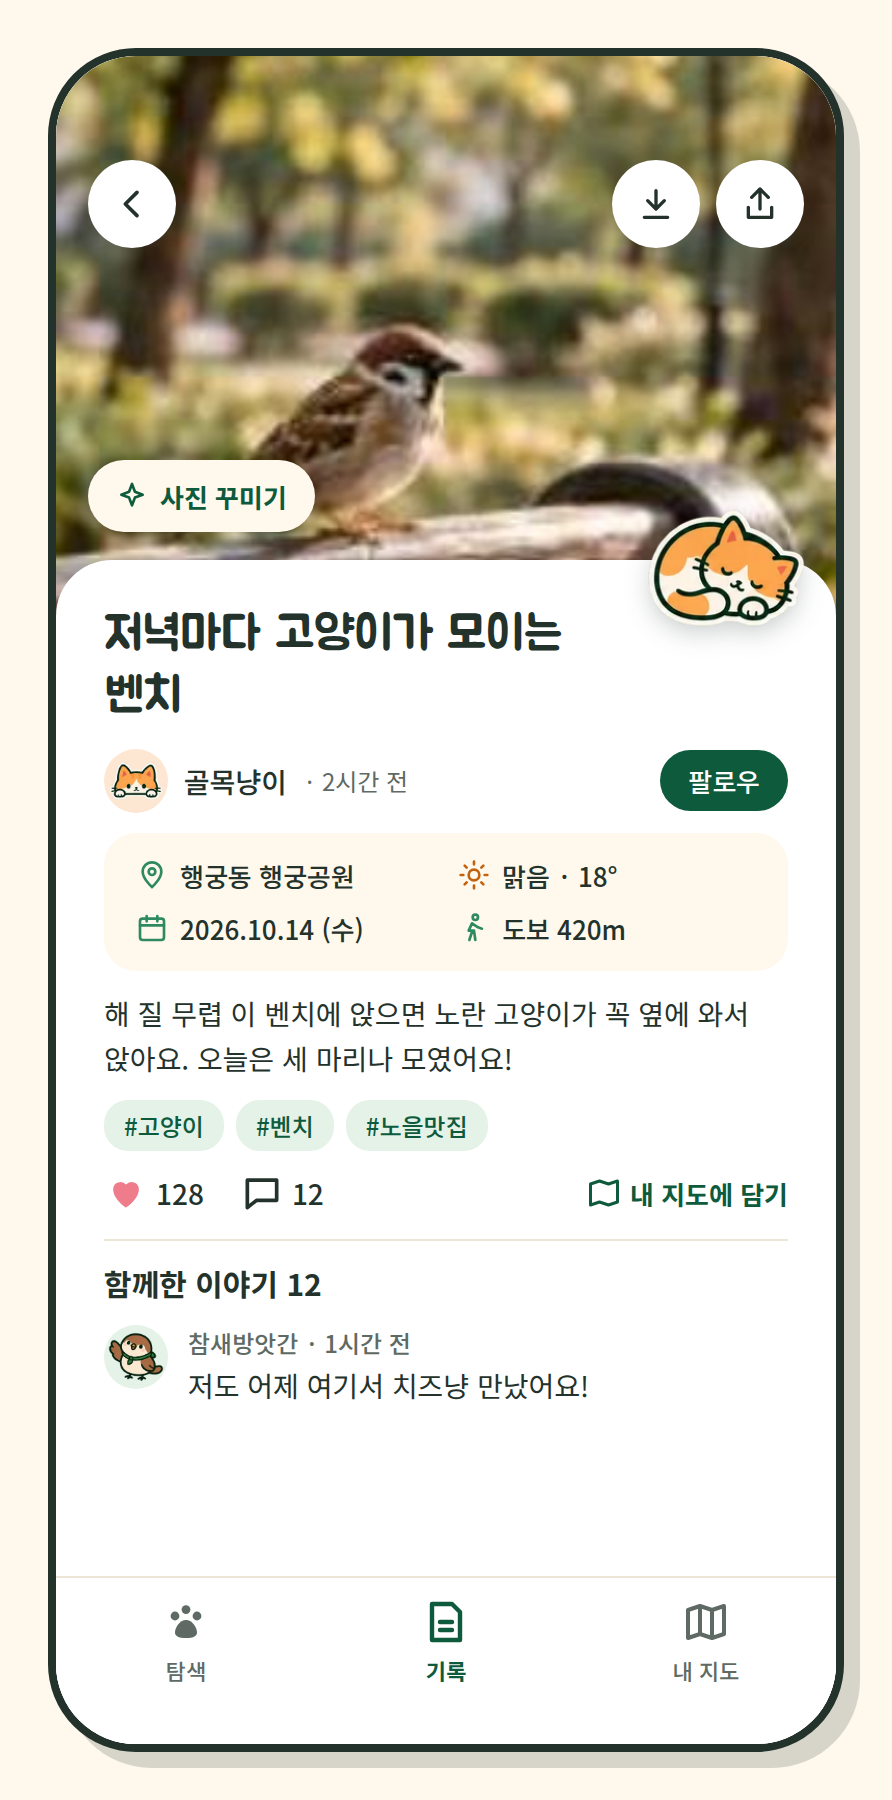 사진 꾸미기
저녁마다 고양이가 모이는
벤치
골목냥이 · 2시간 전
팔로우
행궁동 행궁공원
맑음 · 18°
2026.10.14 (수)
도보 420m
해 질 무렵 이 벤치에 앉으면 노란 고양이가 꼭 옆에 와서
앉아요. 오늘은 세 마리나 모였어요!
#고양이 #벤치 #노을맛집
128 12 내 지도에 담기
함께한 이야기 12
참새방앗간 · 1시간 전
저도 어제 여기서 치즈냥 만났어요!
탐색 기록 내 지도